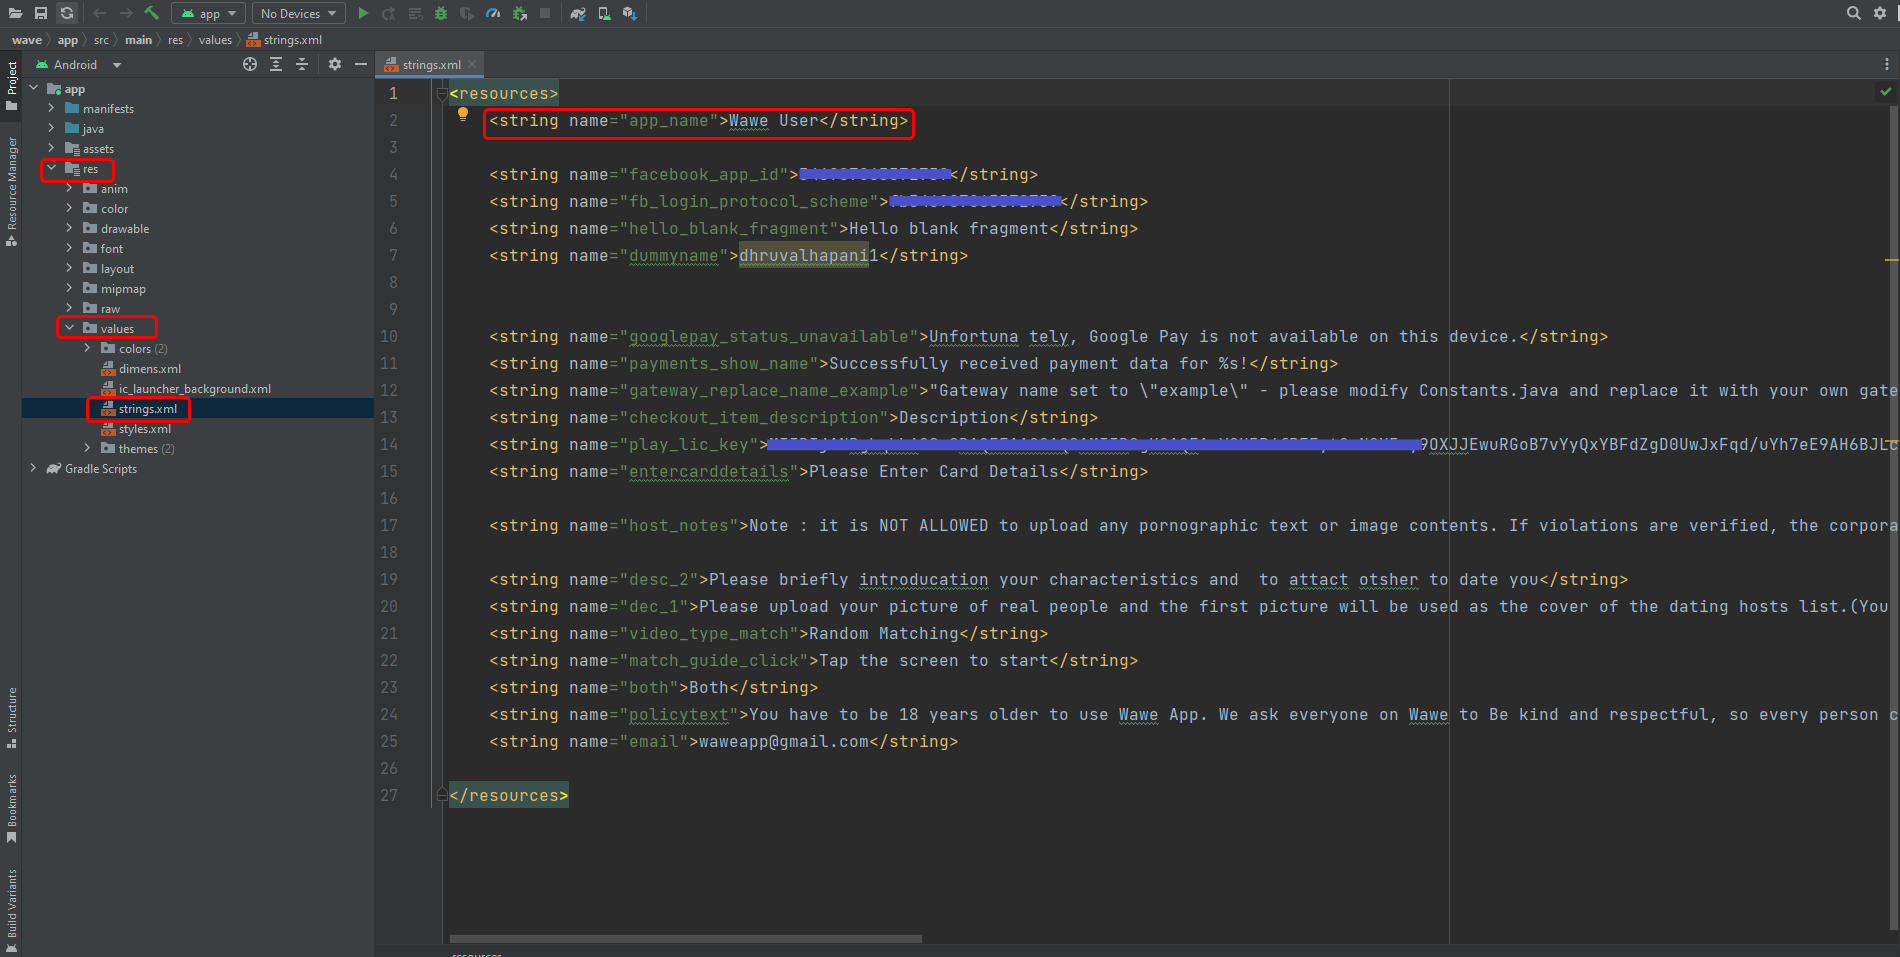 app No Devices
wave app src main res values strings.xml
Android
strings.xml
Project
Resource Manager
Structure
Bookmarks
Build Variants
app
manifests
java
assets
res
anim
color
drawable
font
layout
mipmap
raw
values
colors (2)
dimens.xml
ic_launcher_background.xml
strings.xml
styles.xml
themes (2)
Gradle Scripts
1 <resources>
2 <string name="app_name">Wawe User</string>
3
4 <string name="facebook_app_id"></string>
5 <string name="fb_login_protocol_scheme"></string>
6 <string name="hello_blank_fragment">Hello blank fragment</string>
7 <string name="dummyname">dhruvalhapani1</string>
8
9
10 <string name="googlepay_status_unavailable">Unfortuna tely, Google Pay is not available on this device.</string>
11 <string name="payments_show_name">Successfully received payment data for %s!</string>
12 <string name="gateway_replace_name_example">"Gateway name set to \"example\" - please modify Constants.java and replace it with your own gate
13 <string name="checkout_item_description">Description</string>
14 <string name="play_lic_key">9OXJJEwuRGoB7vYyQxYBFdZgD0UwJxFqd/uYh7eE9AH6BJLc
15 <string name="entercarddetails">Please Enter Card Details</string>
16
17 <string name="host_notes">Note : it is NOT ALLOWED to upload any pornographic text or image contents. If violations are verified, the corpora
18
19 <string name="desc_2">Please briefly introducation your characteristics and  to attact otsher to date you</string>
20 <string name="dec_1">Please upload your picture of real people and the first picture will be used as the cover of the dating hosts list.(You
21 <string name="video_type_match">Random Matching</string>
22 <string name="match_guide_click">Tap the screen to start</string>
23 <string name="both">Both</string>
24 <string name="policytext">You have to be 18 years older to use Wawe App. We ask everyone on Wawe to Be kind and respectful, so every person c
25 <string name="email">waweapp@gmail.com</string>
26
27 </resources>
resources